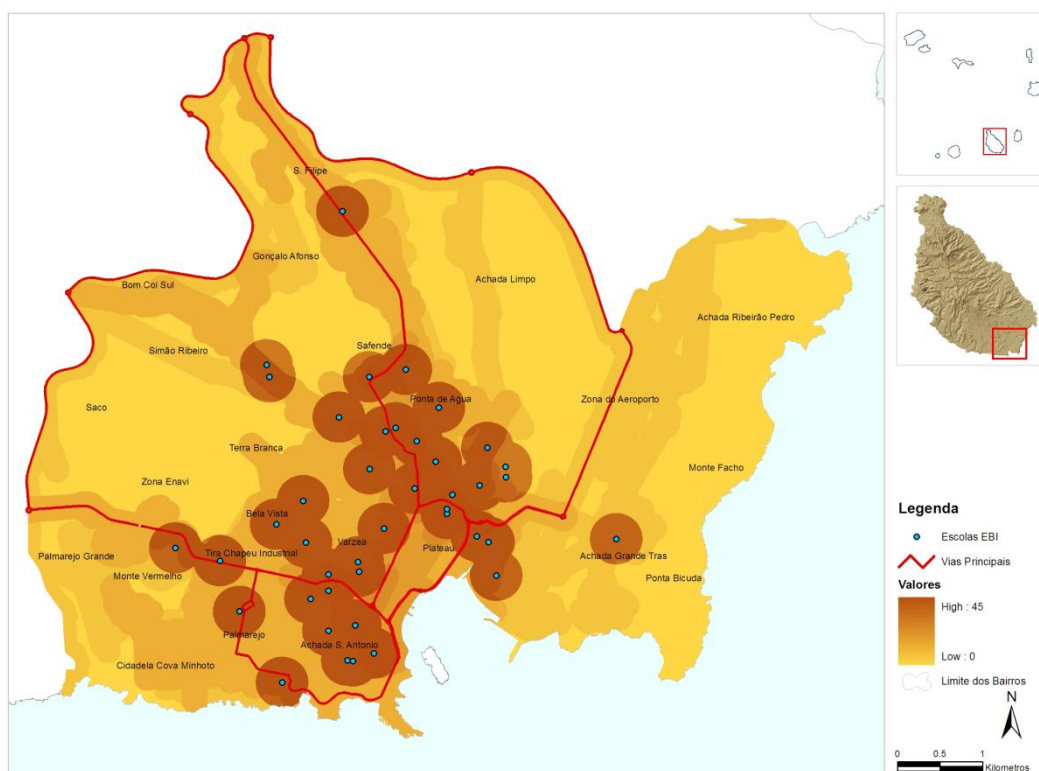 S. Filipe
Gonçalo Afonso
Bom Coi Sul
Achada Limpo
Achada Ribeirão Pedro
Simão Ribeiro
Safende
Saco
Ponta de Agua
Zona do Aeroporto
Terra Branca
Monte Facho
Zona Enavi
Bela Vista
Varzea
Plateau
Palmarejo Grande
Tira Chapeu Industrial
Achada Grande Tras
Monte Vermelho
Ponta Bicuda
Palmarejo
Achada S. Antonio
Cidadela Cova Minhoto
Legenda
Escolas EBI
Vias Principais
Valores
High : 45
Low : 0
Limite dos Bairros
N
0 0.5 1
Kilometros